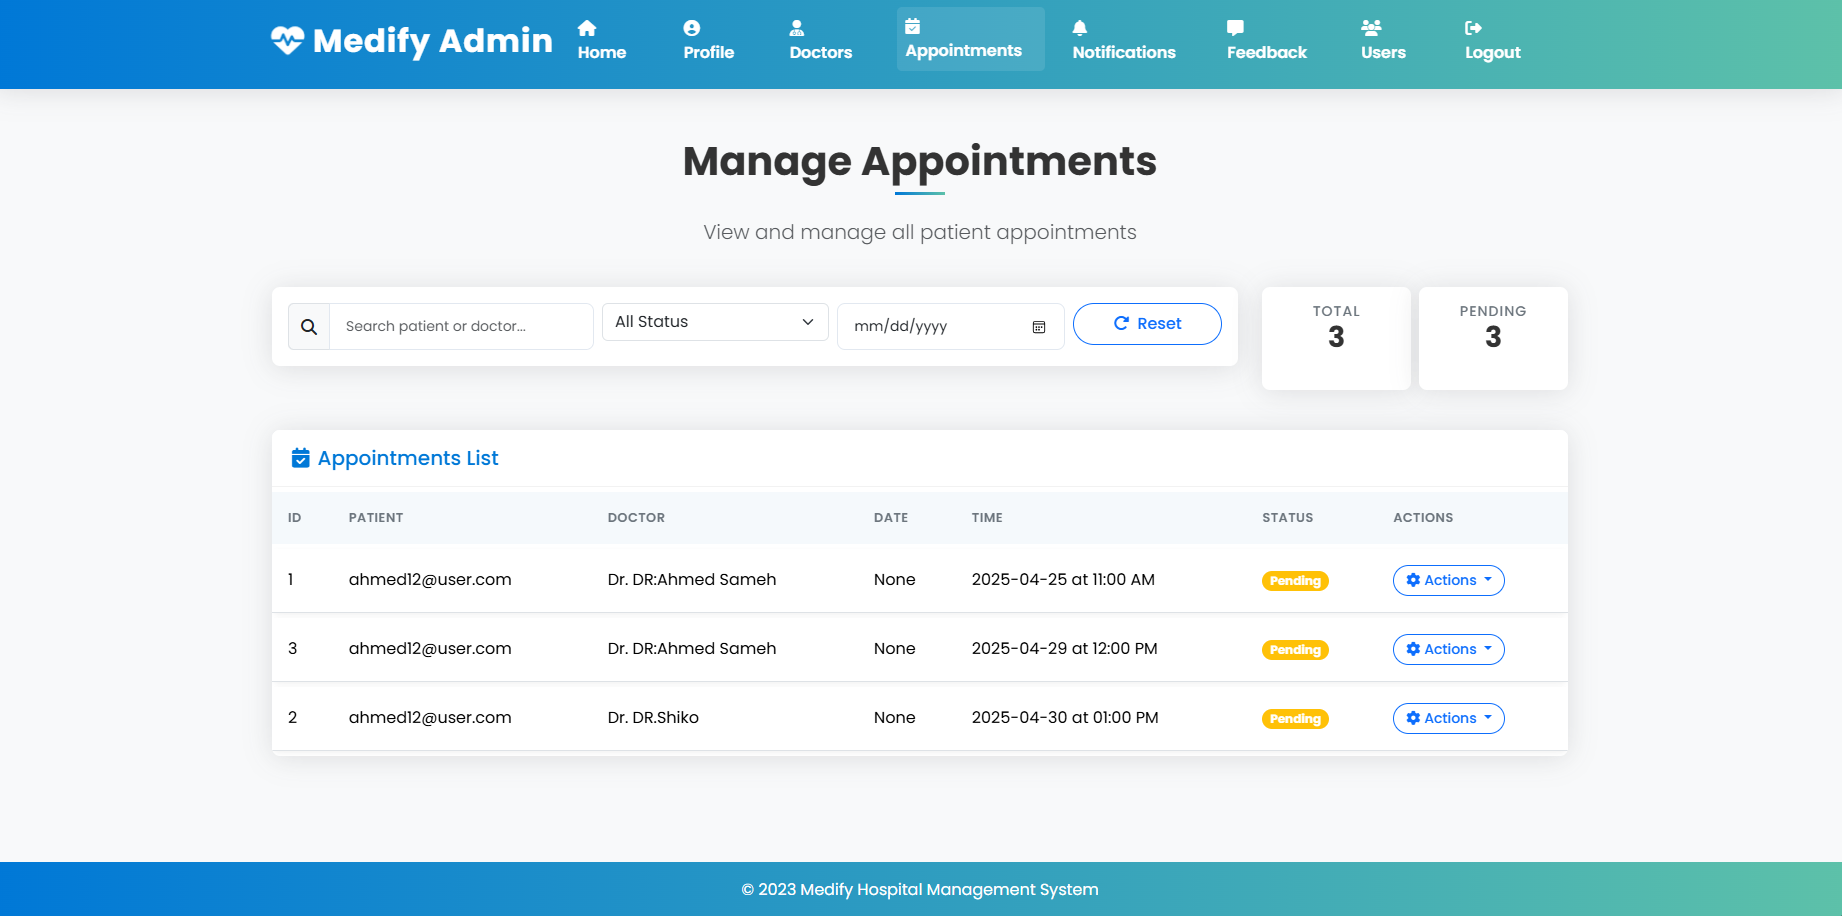 Medify Admin
Home Profile Doctors Appointments Notifications Feedback Users Logout
Manage Appointments
View and manage all patient appointments
Search patient or doctor... All Status mm/dd/yyyy Reset
TOTAL
3
PENDING
3
Appointments List
ID PATIENT DOCTOR DATE TIME STATUS ACTIONS
1 ahmed12@user.com Dr. DR:Ahmed Sameh None 2025-04-25 at 11:00 AM Pending Actions
3 ahmed12@user.com Dr. DR:Ahmed Sameh None 2025-04-29 at 12:00 PM Pending Actions
2 ahmed12@user.com Dr. DR.Shiko None 2025-04-30 at 01:00 PM Pending Actions
© 2023 Medify Hospital Management System